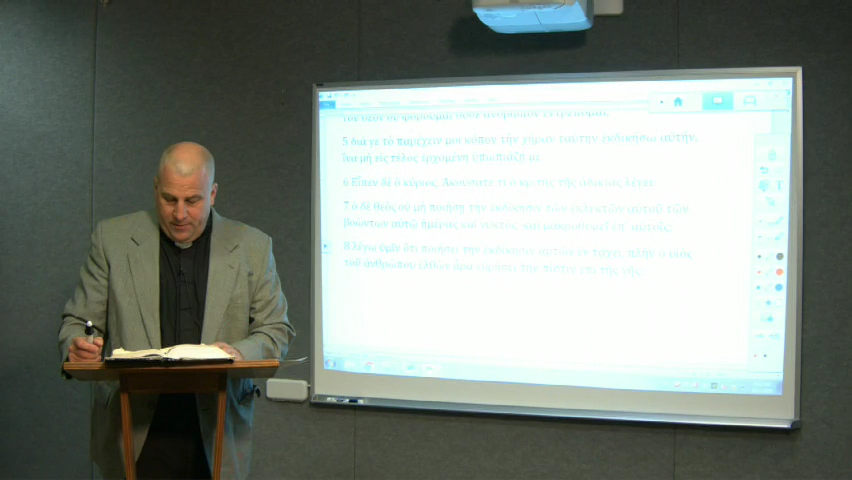 5 διά γε τὸ παρέχειν μοι κόπον τὴν χήραν ταύτην ἐκδικήσω αὐτήν,
ἵνα μὴ εἰς τέλος ἐρχομένη ὑπωπιάζῃ με.
6 Εἶπεν δὲ ὁ κύριος, Ἀκούσατε τί ὁ κριτὴς τῆς ἀδικίας λέγει·
7 ὁ δὲ θεὸς οὐ μὴ ποιήσῃ τὴν ἐκδίκησιν τῶν ἐκλεκτῶν αὐτοῦ τῶν
βοώντων αὐτῷ ἡμέρας καὶ νυκτός, καὶ μακροθυμεῖ ἐπ᾽ αὐτοῖς;
8 λέγω ὑμῖν ὅτι ποιήσει τὴν ἐκδίκησιν αὐτῶν ἐν τάχει. πλὴν ὁ υἱὸς
τοῦ ἀνθρώπου ἐλθὼν ἆρα εὑρήσει τὴν πίστιν ἐπὶ τῆς γῆς;